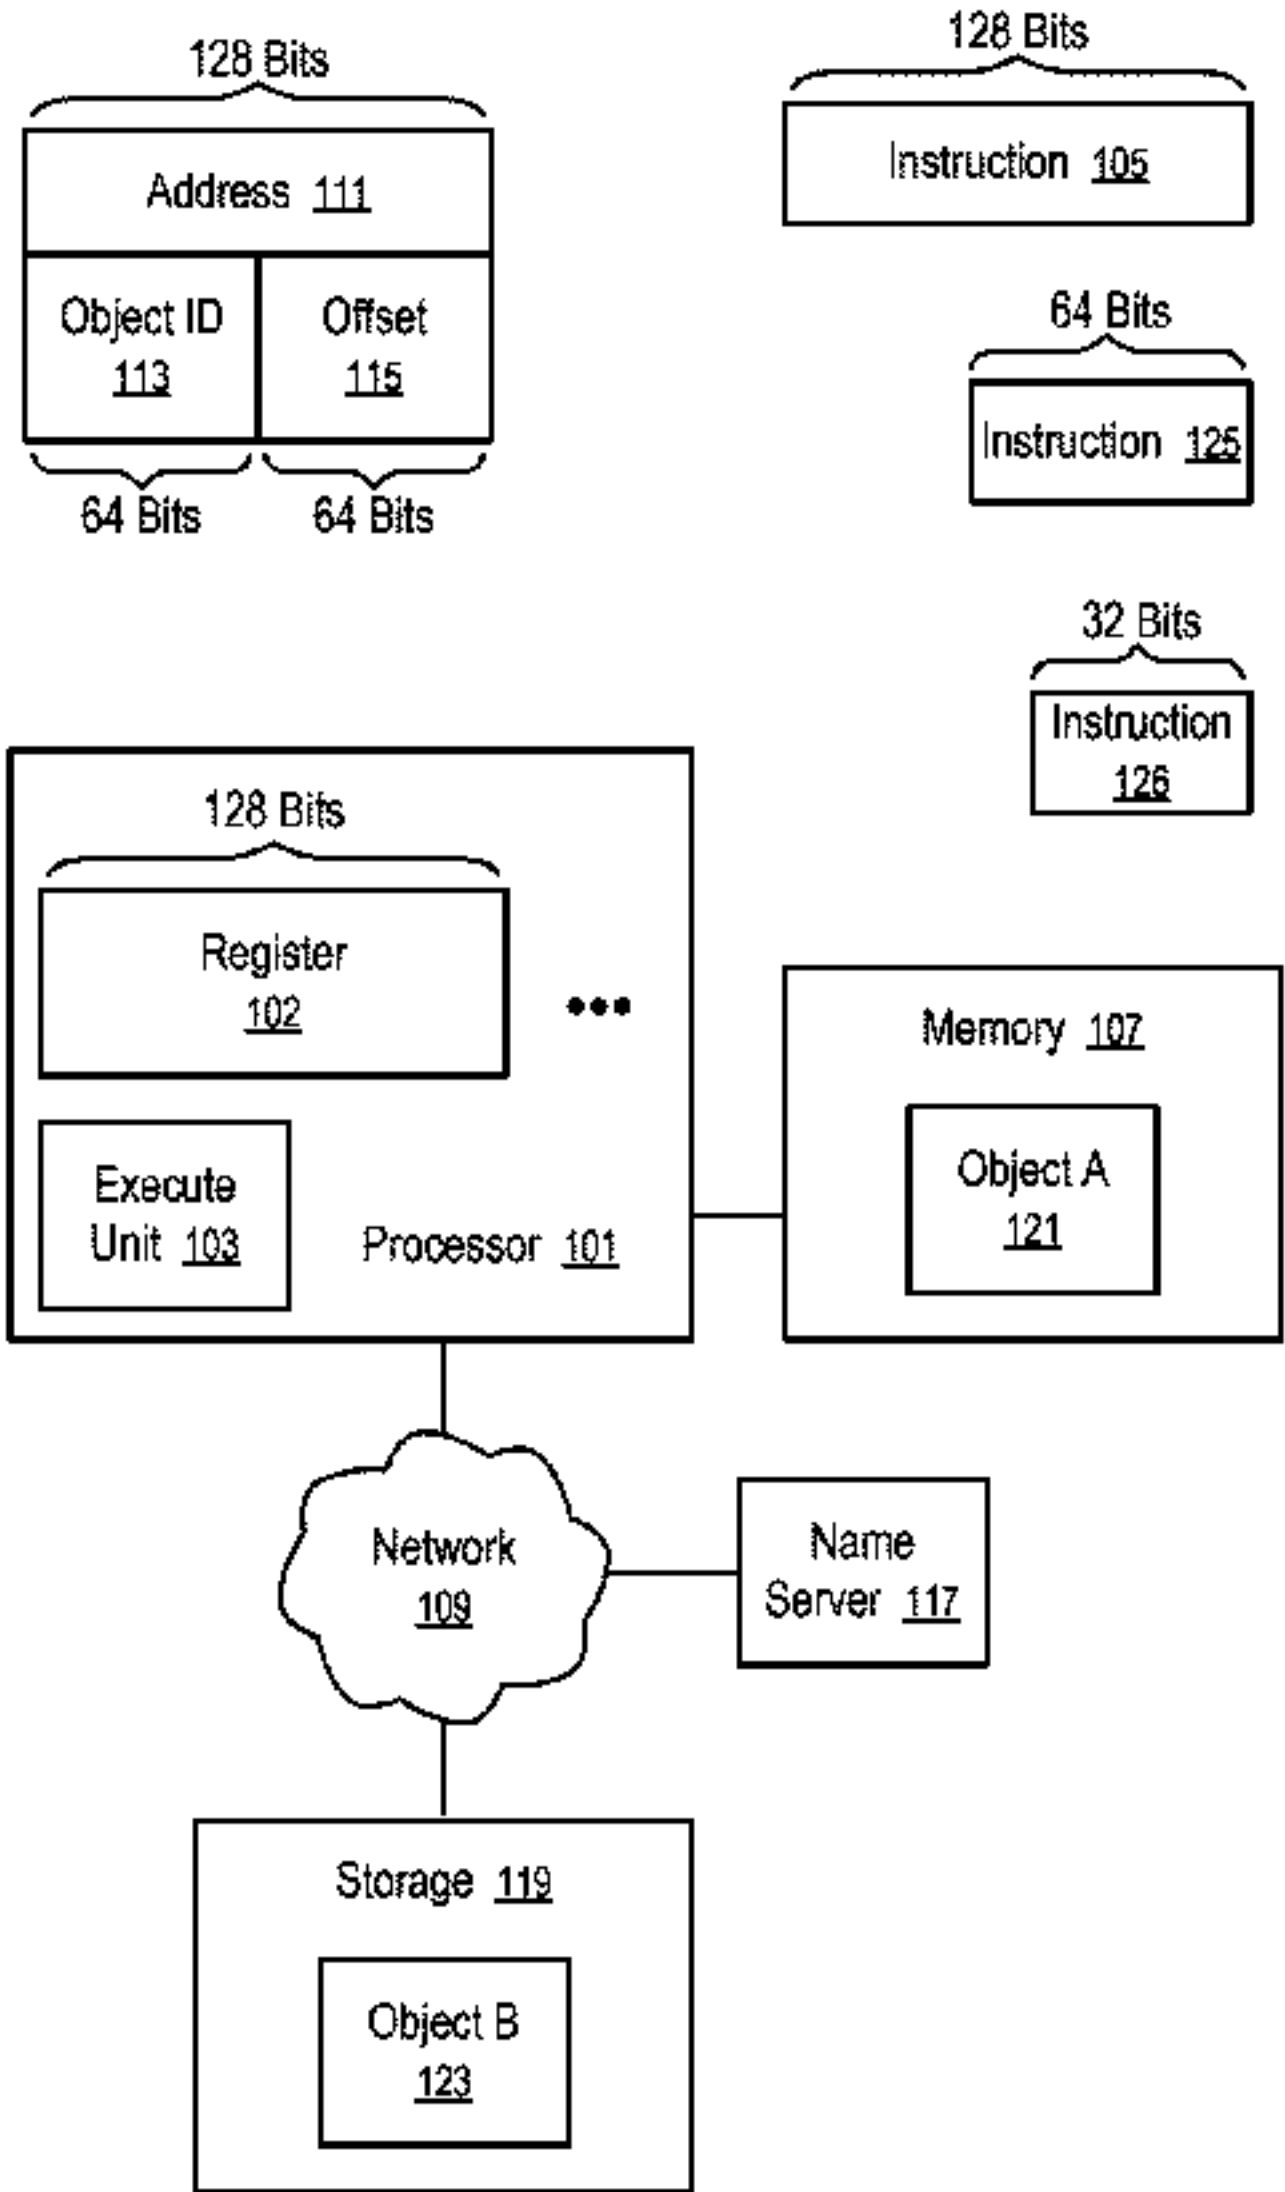 128 Bits
Address 111
Object ID
113
Offset
115
64 Bits
64 Bits
128 Bits
Instruction 105
64 Bits
Instruction 125
32 Bits
Instruction
126
128 Bits
Register
102
•••
Execute
Unit 103
Processor 101
Memory 107
Object A
121
Network
109
Name
Server 117
Storage 119
Object B
123